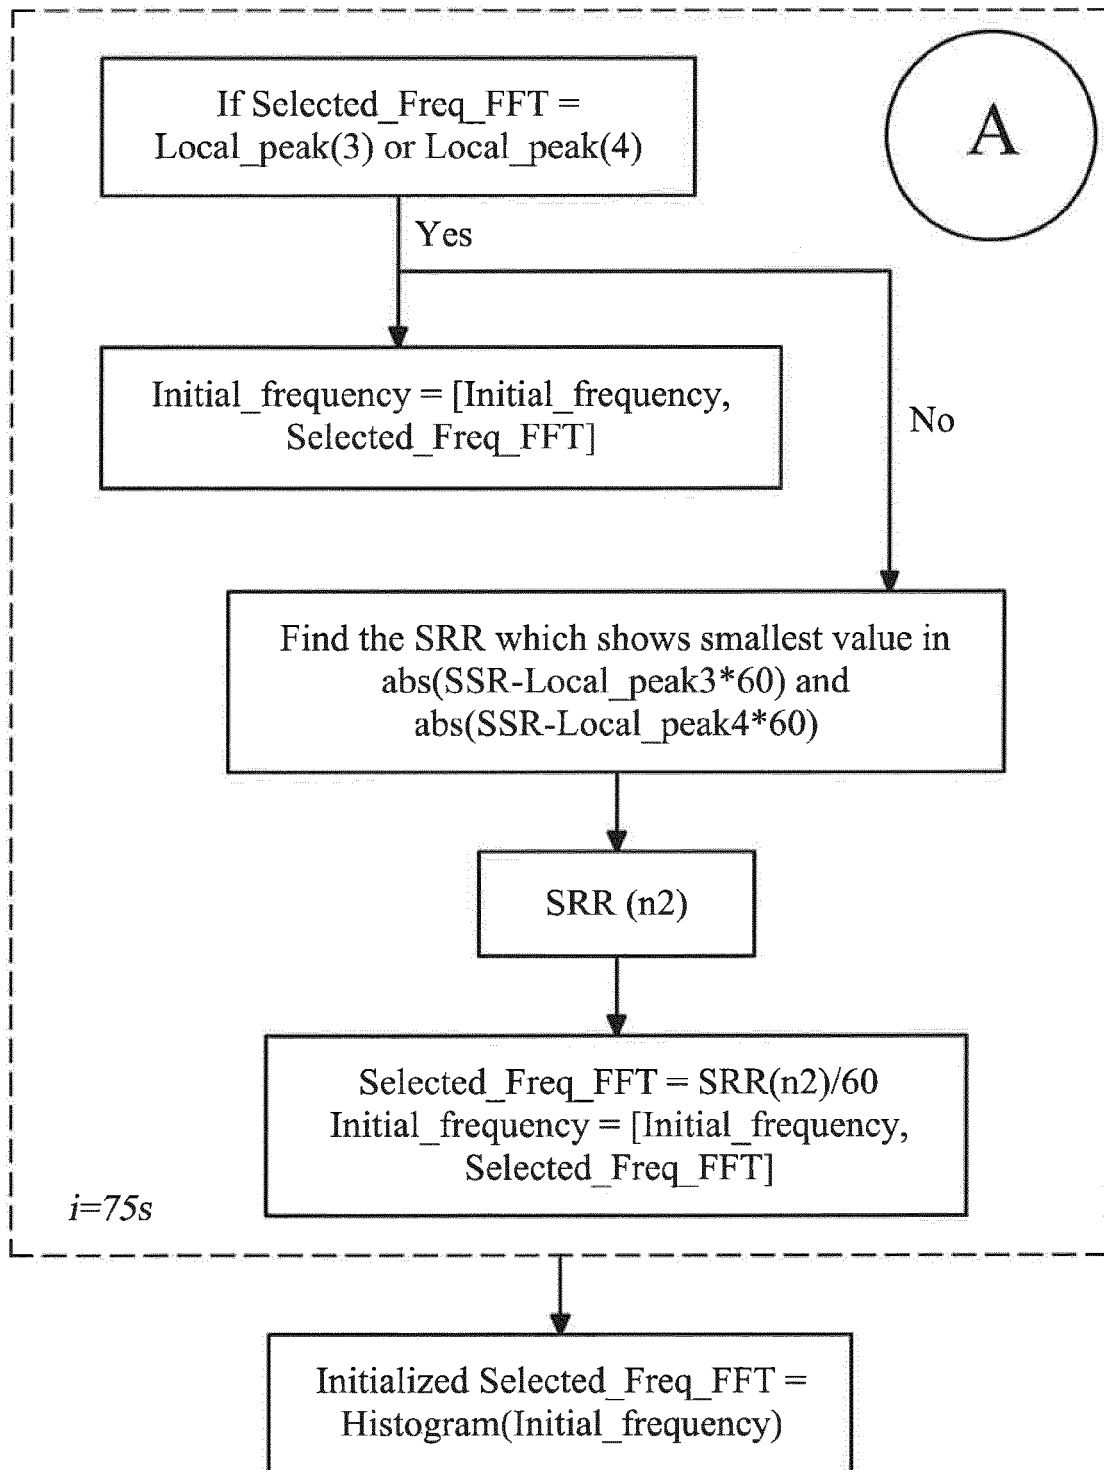 If Selected_Freq_FFT =
Local_peak(3) or Local_peak(4)
A
Yes
Initial_frequency = [Initial_frequency,
Selected_Freq_FFT]
No
Find the SRR which shows smallest value in
abs(SSR-Local_peak3*60) and
abs(SSR-Local_peak4*60)
SRR (n2)
Selected_Freq_FFT = SRR(n2)/60
Initial_frequency = [Initial_frequency,
Selected_Freq_FFT]
i=75s
Initialized Selected_Freq_FFT =
Histogram(Initial_frequency)